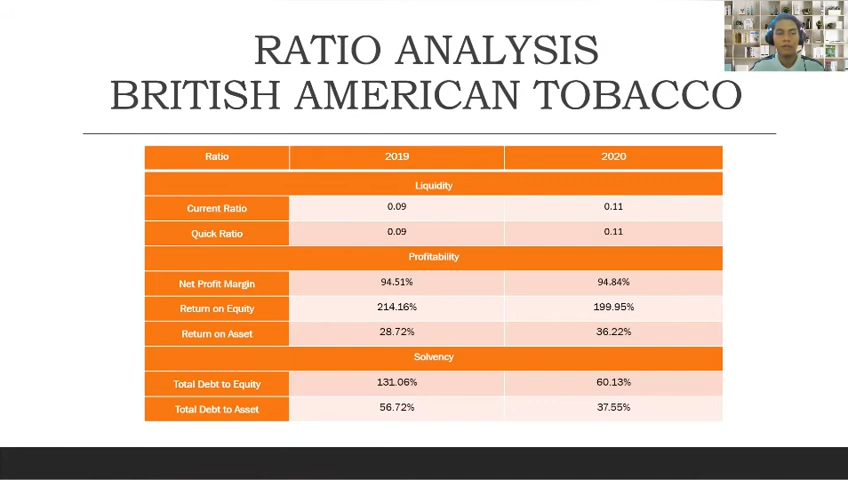 RATIO ANALYSIS
BRITISH AMERICAN TOBACCO
Ratio 2019 2020
Liquidity
Current Ratio 0.09 0.11
Quick Ratio 0.09 0.11
Profitability
Net Profit Margin 94.51% 94.84%
Return on Equity 214.16% 199.95%
Return on Asset 28.72% 36.22%
Solvency
Total Debt to Equity 131.06% 60.13%
Total Debt to Asset 56.72% 37.55%